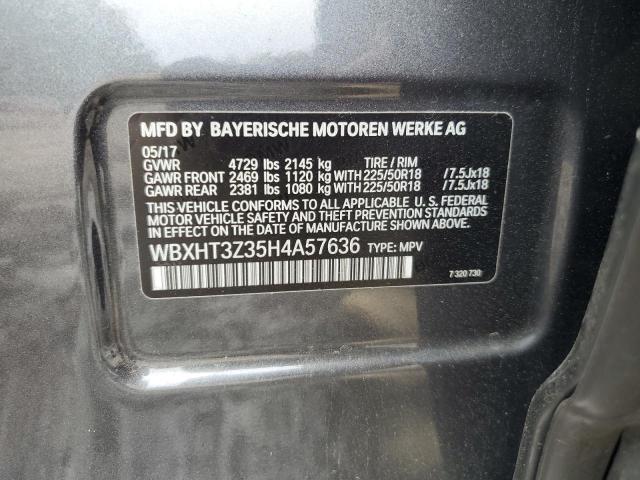 MFD BY BAYERISCHE MOTOREN WERKE AG
05/17
GVWR 4729 lbs 2145 kg TIRE / RIM
GAWR FRONT 2469 lbs 1120 kg WITH 225/50R18 /7.5Jx18
GAWR REAR 2381 lbs 1080 kg WITH 225/50R18 /7.5Jx18
THIS VEHICLE CONFORMS TO ALL APPLICABLE U. S. FEDERAL
MOTOR VEHICLE SAFETY AND THEFT PREVENTION STANDARDS
IN EFFECT ON THE DATE OF MANUFACTURE SHOWN ABOVE.
WBXHT3Z35H4A57636 TYPE: MPV
7 320 730